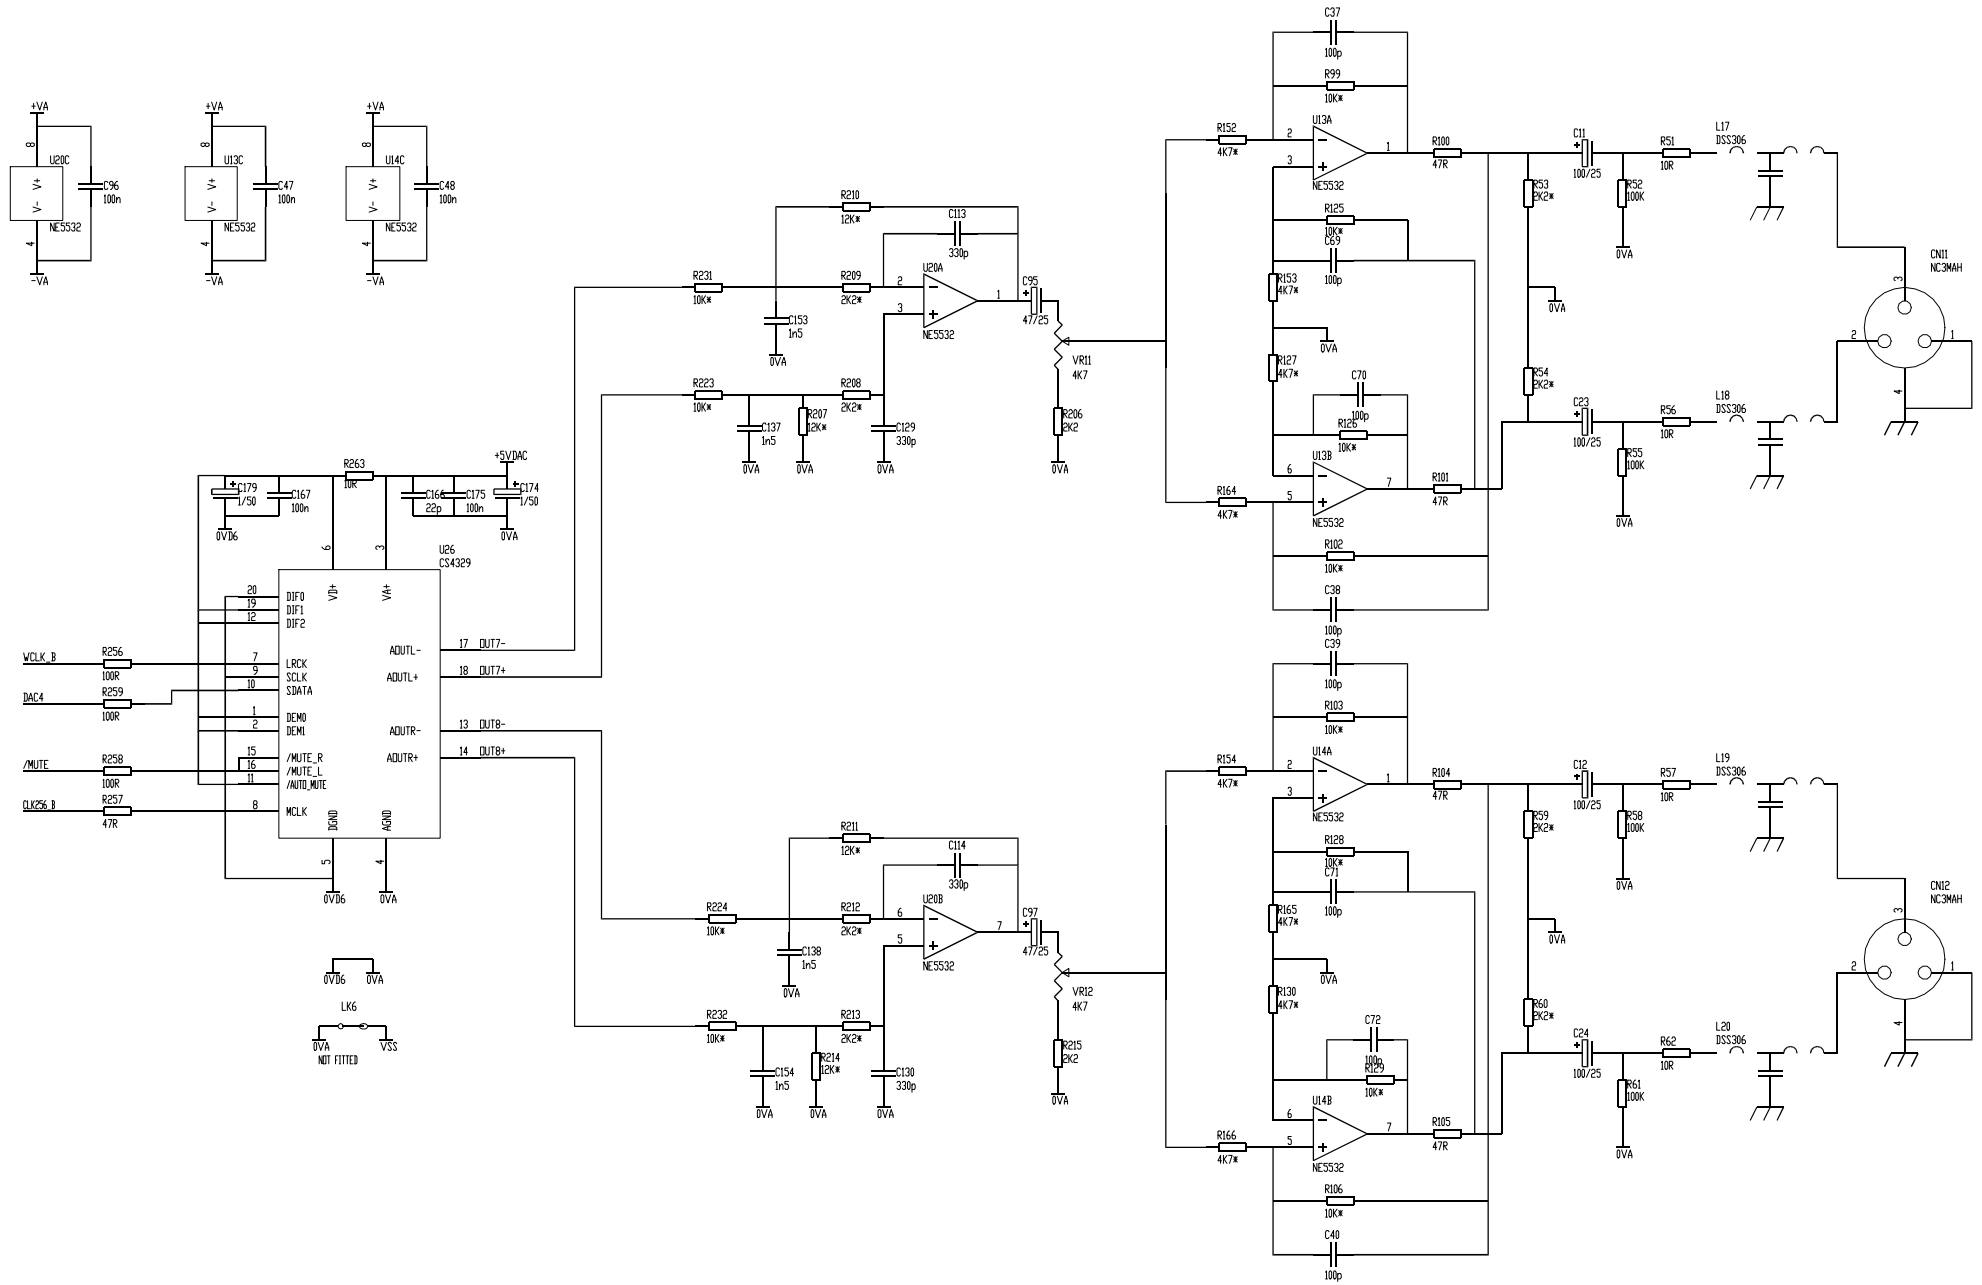 C37
100p
R99
10K*
U13A
R152
4K7*
2
3
1
NE5532
R100
47R
C11
+
100/25
R51
10R
L17
DSS306
R53
2K2*
R52
100K
0VA
R125
10K*
C69
100p
R153
4K7*
0VA
R127
4K7*
C70
100p
R126
10K*
U13B
6
5
7
NE5532
R164
4K7*
R101
47R
R102
10K*
C38
100p
0VA
R54
2K2*
C23
+
100/25
R56
10R
L18
DSS306
R55
100K
0VA
CN11
NC3MAH
3
2
1
4
+VA
8
U20C
V+
V-
C96
100n
NE5532
4
-VA
+VA
8
U13C
V+
V-
C47
100n
NE5532
4
-VA
+VA
8
U14C
V+
V-
C48
100n
NE5532
4
-VA
R210
12K*
C113
330p
R231
10K*
R209
2K2*
U20A
2
3
1
NE5532
C95
+
47/25
C153
1n5
0VA
VR11
4K7
R223
10K*
R208
2K2*
R207
12K*
C137
1n5
C129
330p
R206
2K2
0VA
0VA
0VA
0VA
+5VDAC
R263
10R
C179
+
1/50
C167
100n
C166
22p
C175
100n
C174
+
1/50
0VD6
0VA
6
3
U26
CS4329
VD+
VA+
20
DIF0
19
DIF1
12
DIF2
WCLK_B
R256
100R
7
LRCK
9
SCLK
10
SDATA
DAC4
R259
100R
1
DEM0
2
DEM1
/MUTE
R258
100R
15
/MUTE_R
16
/MUTE_L
11
/AUTO_MUTE
CLK256_B
R257
47R
8
MCLK
DGND
AGND
5
4
0VD6
0VA
AOUTL-
17
OUT7-
AOUTL+
18
OUT7+
AOUTR-
13
OUT8-
AOUTR+
14
OUT8+
0VD6
0VA
LK6
0VA
VSS
NOT FITTED
R211
12K*
C114
330p
R224
10K*
R212
2K2*
U20B
6
5
7
NE5532
C97
+
47/25
C138
1n5
0VA
VR12
4K7
R232
10K*
R213
2K2*
R214
12K*
C154
1n5
C130
330p
R215
2K2
0VA
0VA
0VA
0VA
C39
100p
R103
10K*
U14A
R154
4K7*
2
3
1
NE5532
R104
47R
C12
+
100/25
R57
10R
L19
DSS306
R59
2K2*
R58
100K
0VA
R128
10K*
C71
100p
R165
4K7*
0VA
R130
4K7*
C72
100p
R129
10K*
U14B
6
5
7
NE5532
R166
4K7*
R105
47R
R106
10K*
C40
100p
0VA
R60
2K2*
C24
+
100/25
R62
10R
L20
DSS306
R61
100K
0VA
CN12
NC3MAH
3
2
1
4